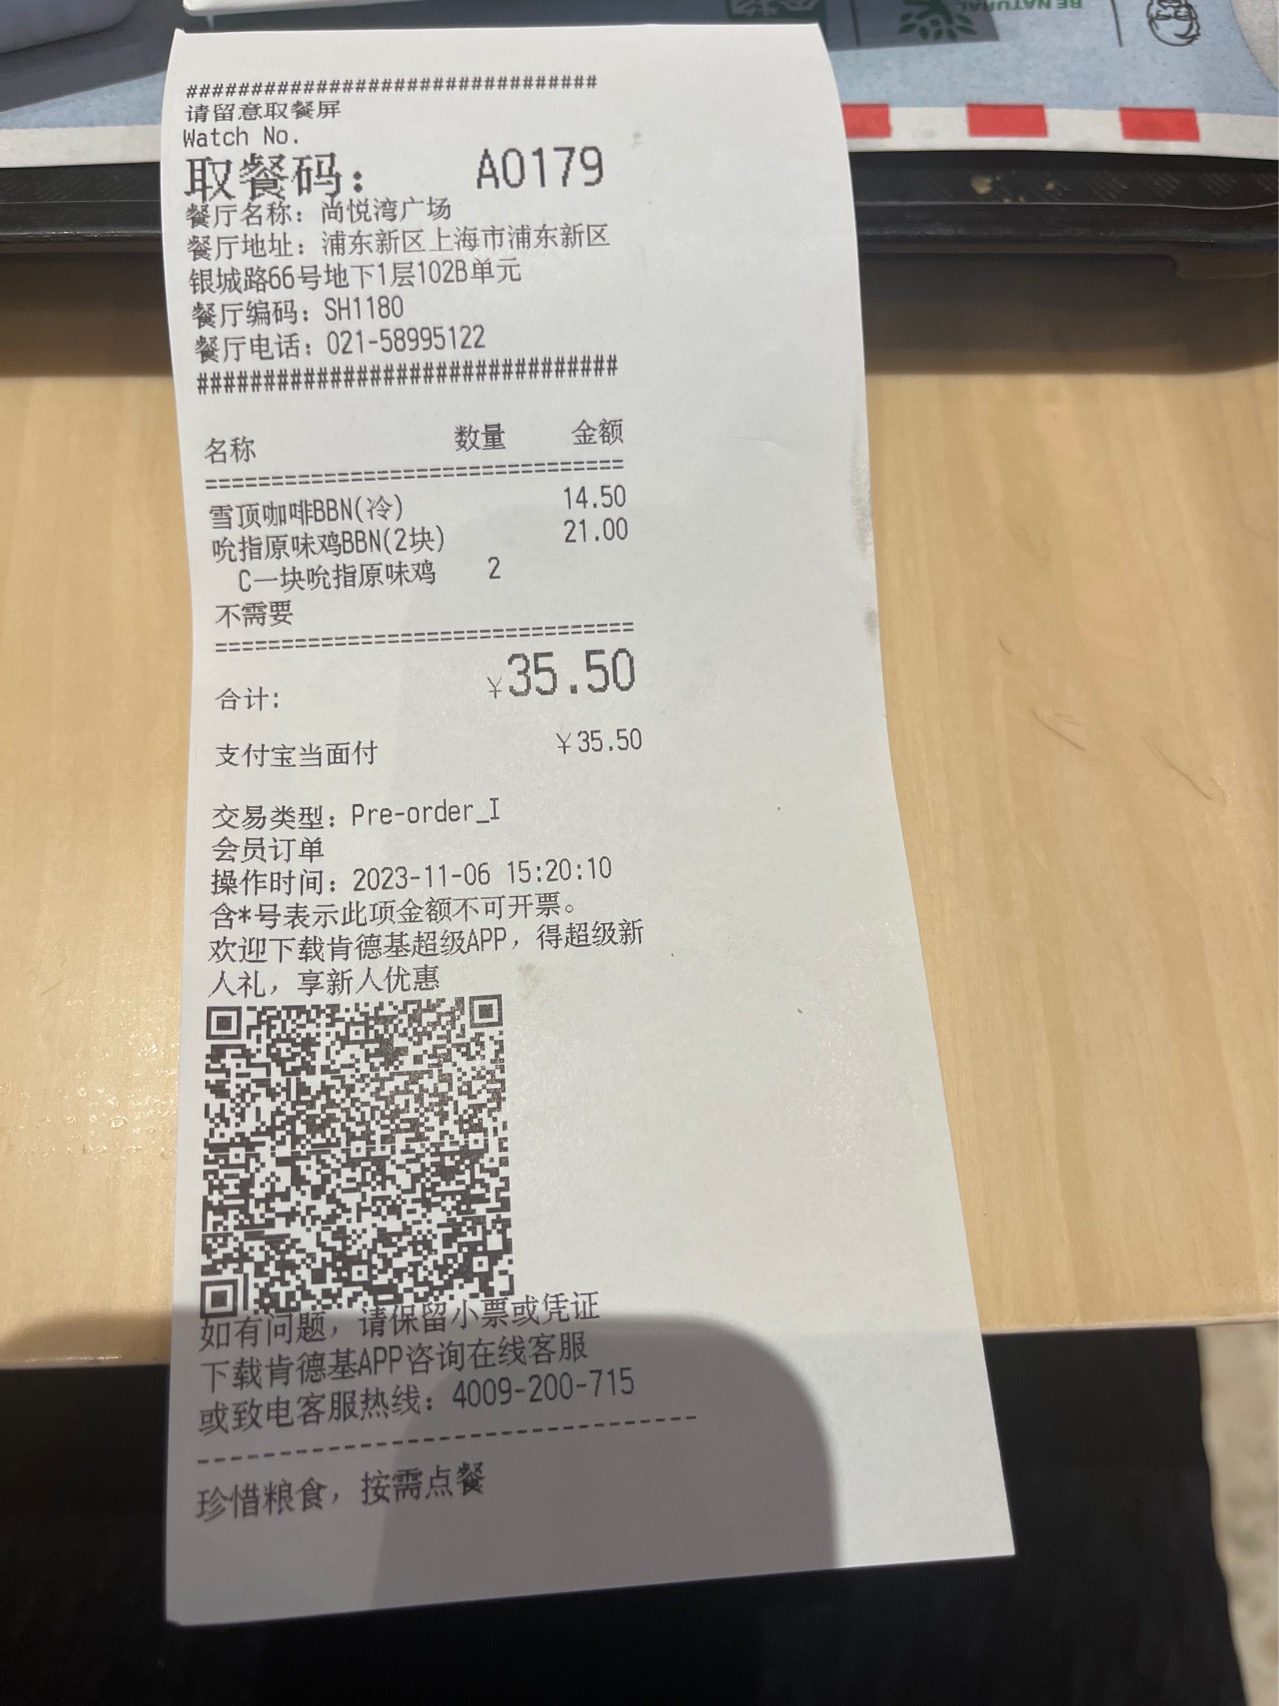 BE NATURAL
###############################
请留意取餐屏
Watch No.
取餐码： A0179
餐厅名称：尚悦湾广场
餐厅地址：浦东新区上海市浦东新区
银城路66号地下1层102B单元
餐厅编码：SH1180
餐厅电话：021-58995122
################################
名称 数量 金额
================================
雪顶咖啡BBN(冷) 14.50
吮指原味鸡BBN(2块) 21.00
C一块吮指原味鸡 2
不需要
================================
合计: ¥35.50
支付宝当面付 ¥35.50
交易类型：Pre-order_I
会员订单
操作时间：2023-11-06 15:20:10
含*号表示此项金额不可开票。
欢迎下载肯德基超级APP，得超级新
人礼，享新人优惠
如有问题，请保留小票或凭证
下载肯德基APP咨询在线客服
或致电客服热线：4009-200-715
--------------------------------
珍惜粮食，按需点餐